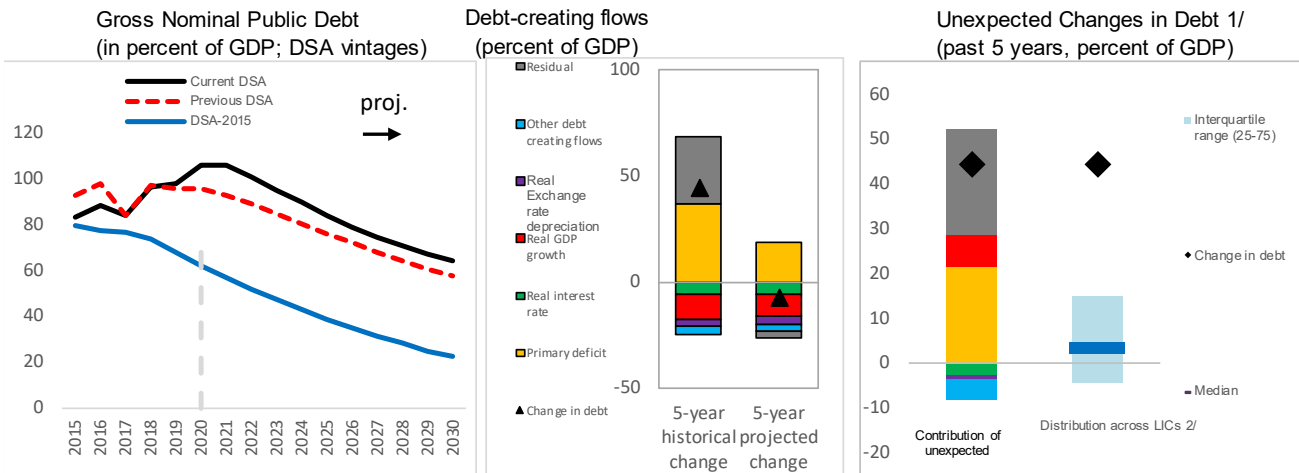 Gross Nominal Public Debt
(in percent of GDP; DSA vintages)
Current DSA
Previous DSA
DSA-2015
proj.
120
100
80
60
40
20
0
2015
2016
2017
2018
2019
2020
2021
2022
2023
2024
2025
2026
2027
2028
2029
2030
Debt-creating flows
(percent of GDP)
Residual
Other debt
creating flows
Real
Exchange
rate
depreciation
Real GDP
growth
Real interest
rate
Primary deficit
Change in debt
100
50
0
-50
5-year
historical
change
5-year
projected
change
Unexpected Changes in Debt 1/
(past 5 years, percent of GDP)
60
50
40
30
20
10
0
-10
-20
Interquartile
range (25-75)
Change in debt
Median
Contribution of
unexpected
Distribution across LICs 2/